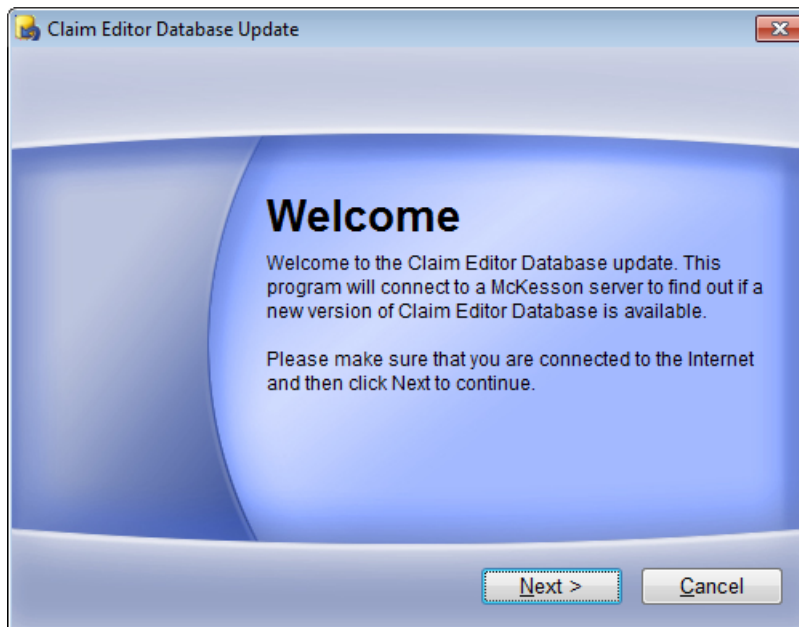 Claim Editor Database Update
Welcome
Welcome to the Claim Editor Database update. This
program will connect to a McKesson server to find out if a
new version of Claim Editor Database is available.
Please make sure that you are connected to the Internet
and then click Next to continue.
Next >
Cancel